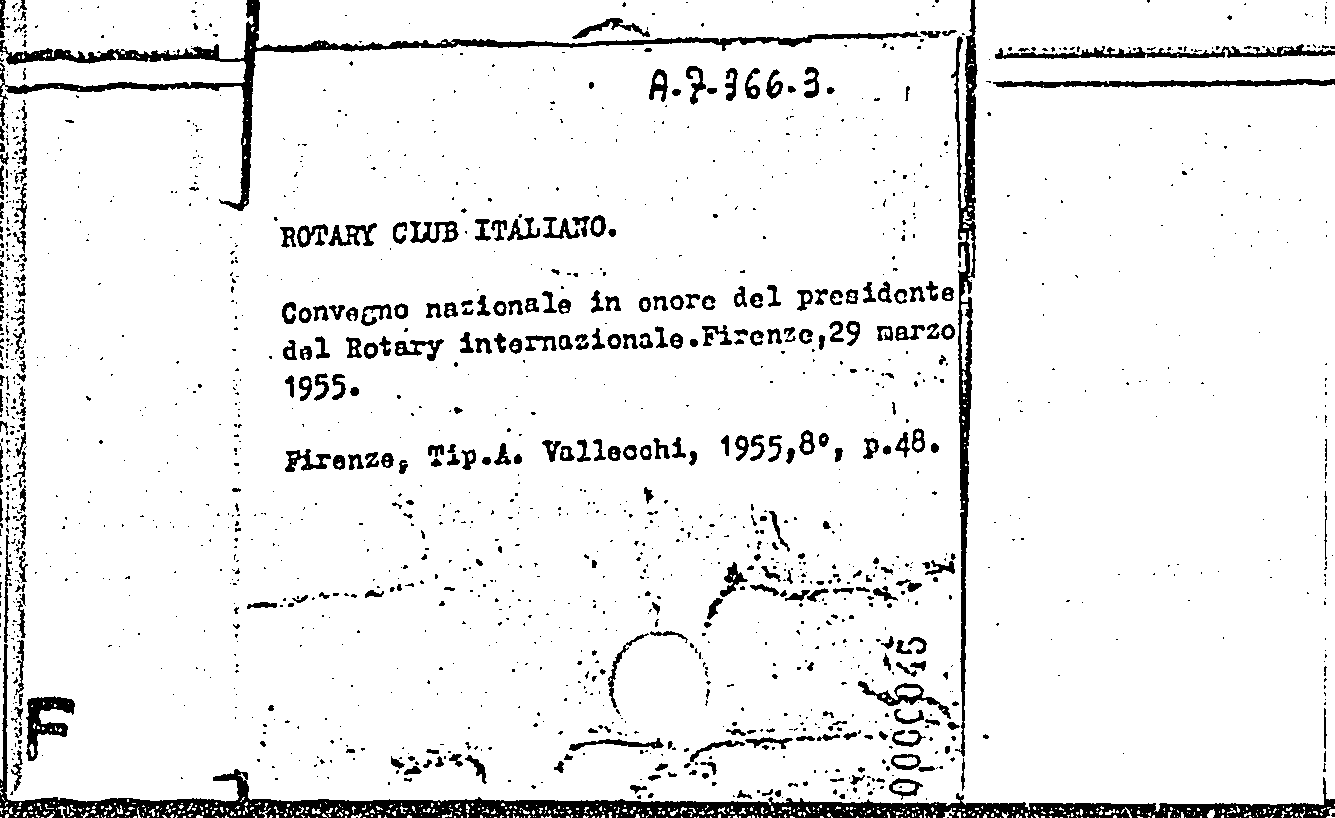 A.7-366.3.
ROTARY CLUB ITALIANO.
Convegno nazionale in onore del presidente
del Rotary internazionale.Firenze,29 marzo
1955.
Firenze, Tip.A. Vallecchi, 1955,8°, p.48.
F